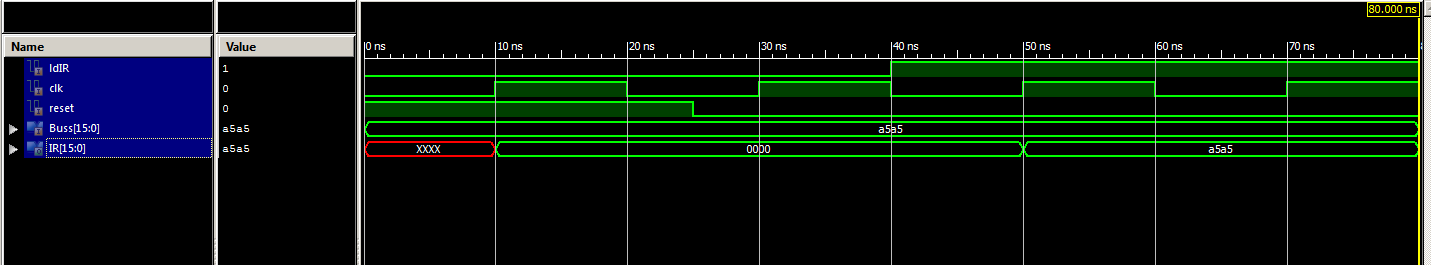 80.000 ns
Name Value
0 ns 10 ns 20 ns 30 ns 40 ns 50 ns 60 ns 70 ns
ldIR 1
clk 0
reset 0
Buss[15:0] a5a5 a5a5
IR[15:0] a5a5 XXXX 0000 a5a5